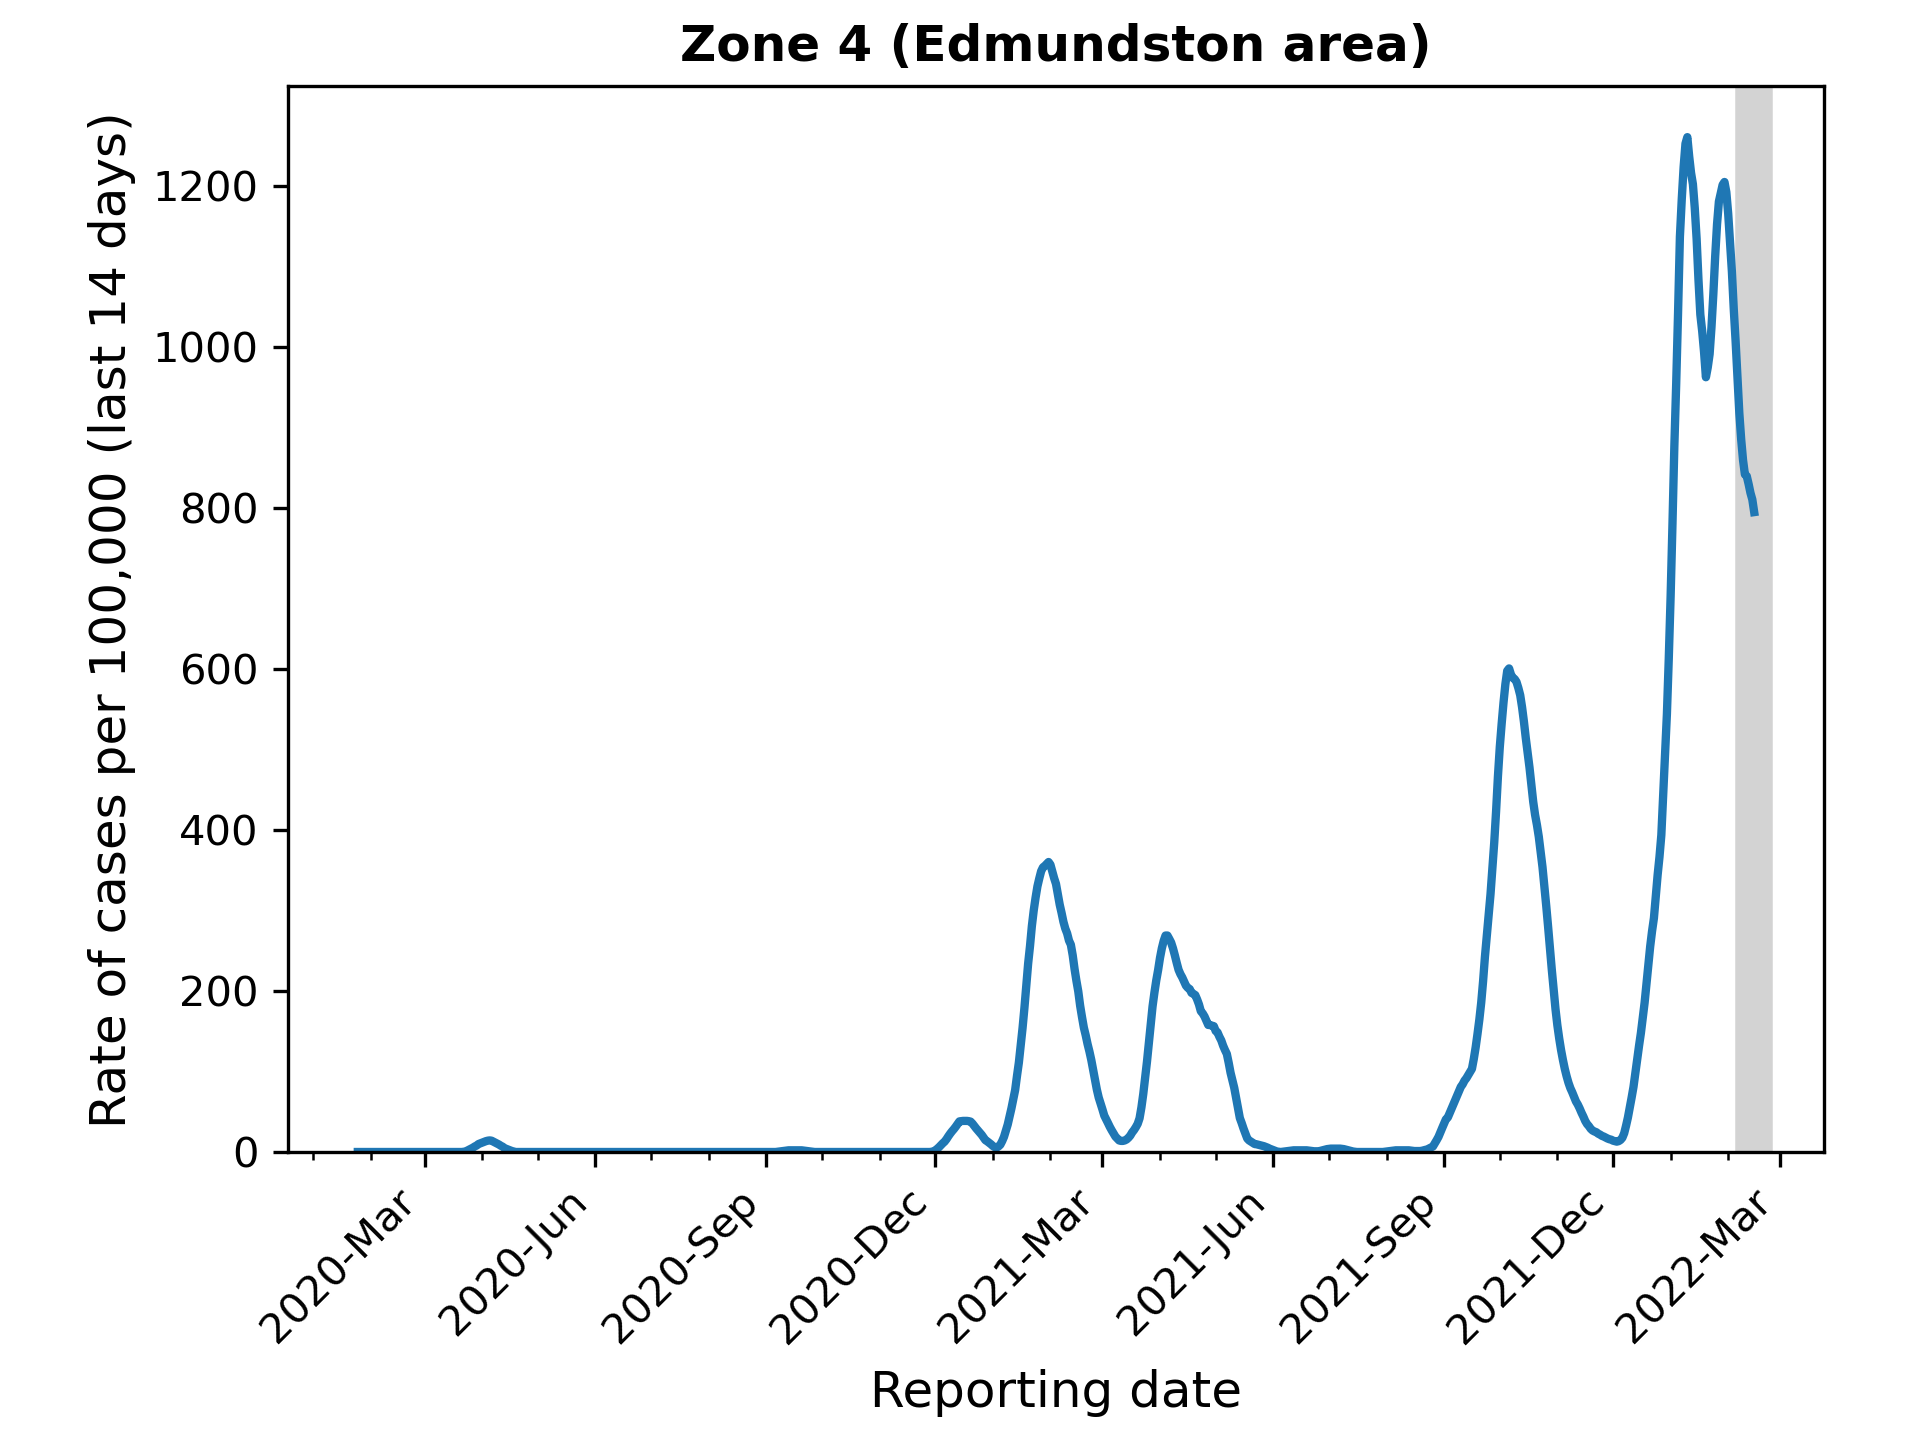 Zone 4 (Edmundston area)
Rate of cases per 100,000 (last 14 days)
1200
1000
800
600
400
200
0
2020-Mar
2020-Jun
2020-Sep
2020-Dec
2021-Mar
2021-Jun
2021-Sep
2021-Dec
2022-Mar
Reporting date